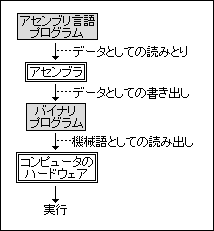 アセンブリ言語
プログラム
データとしての読みとり
アセンブラ
データとしての書き出し
バイナリ
プログラム
機械語としての読み出し
コンピュータの
ハードウェア
実行